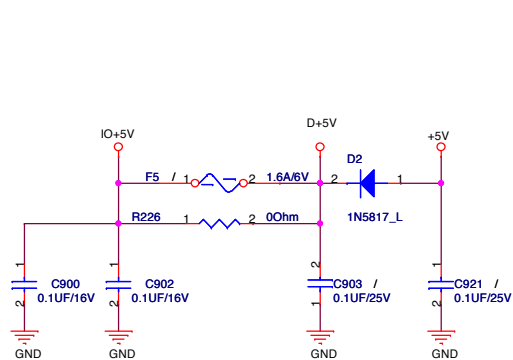 D+5V
IO+5V
+5V
D2
F5 / 1 2 1.6A/6V 2 1
R226 1 2 0Ohm 1N5817_L
1 1 2 1
C900 C902 C903 / C921 /
0.1UF/16V 0.1UF/16V 0.1UF/25V 0.1UF/25V
2 2 1 2
GND GND GND GND